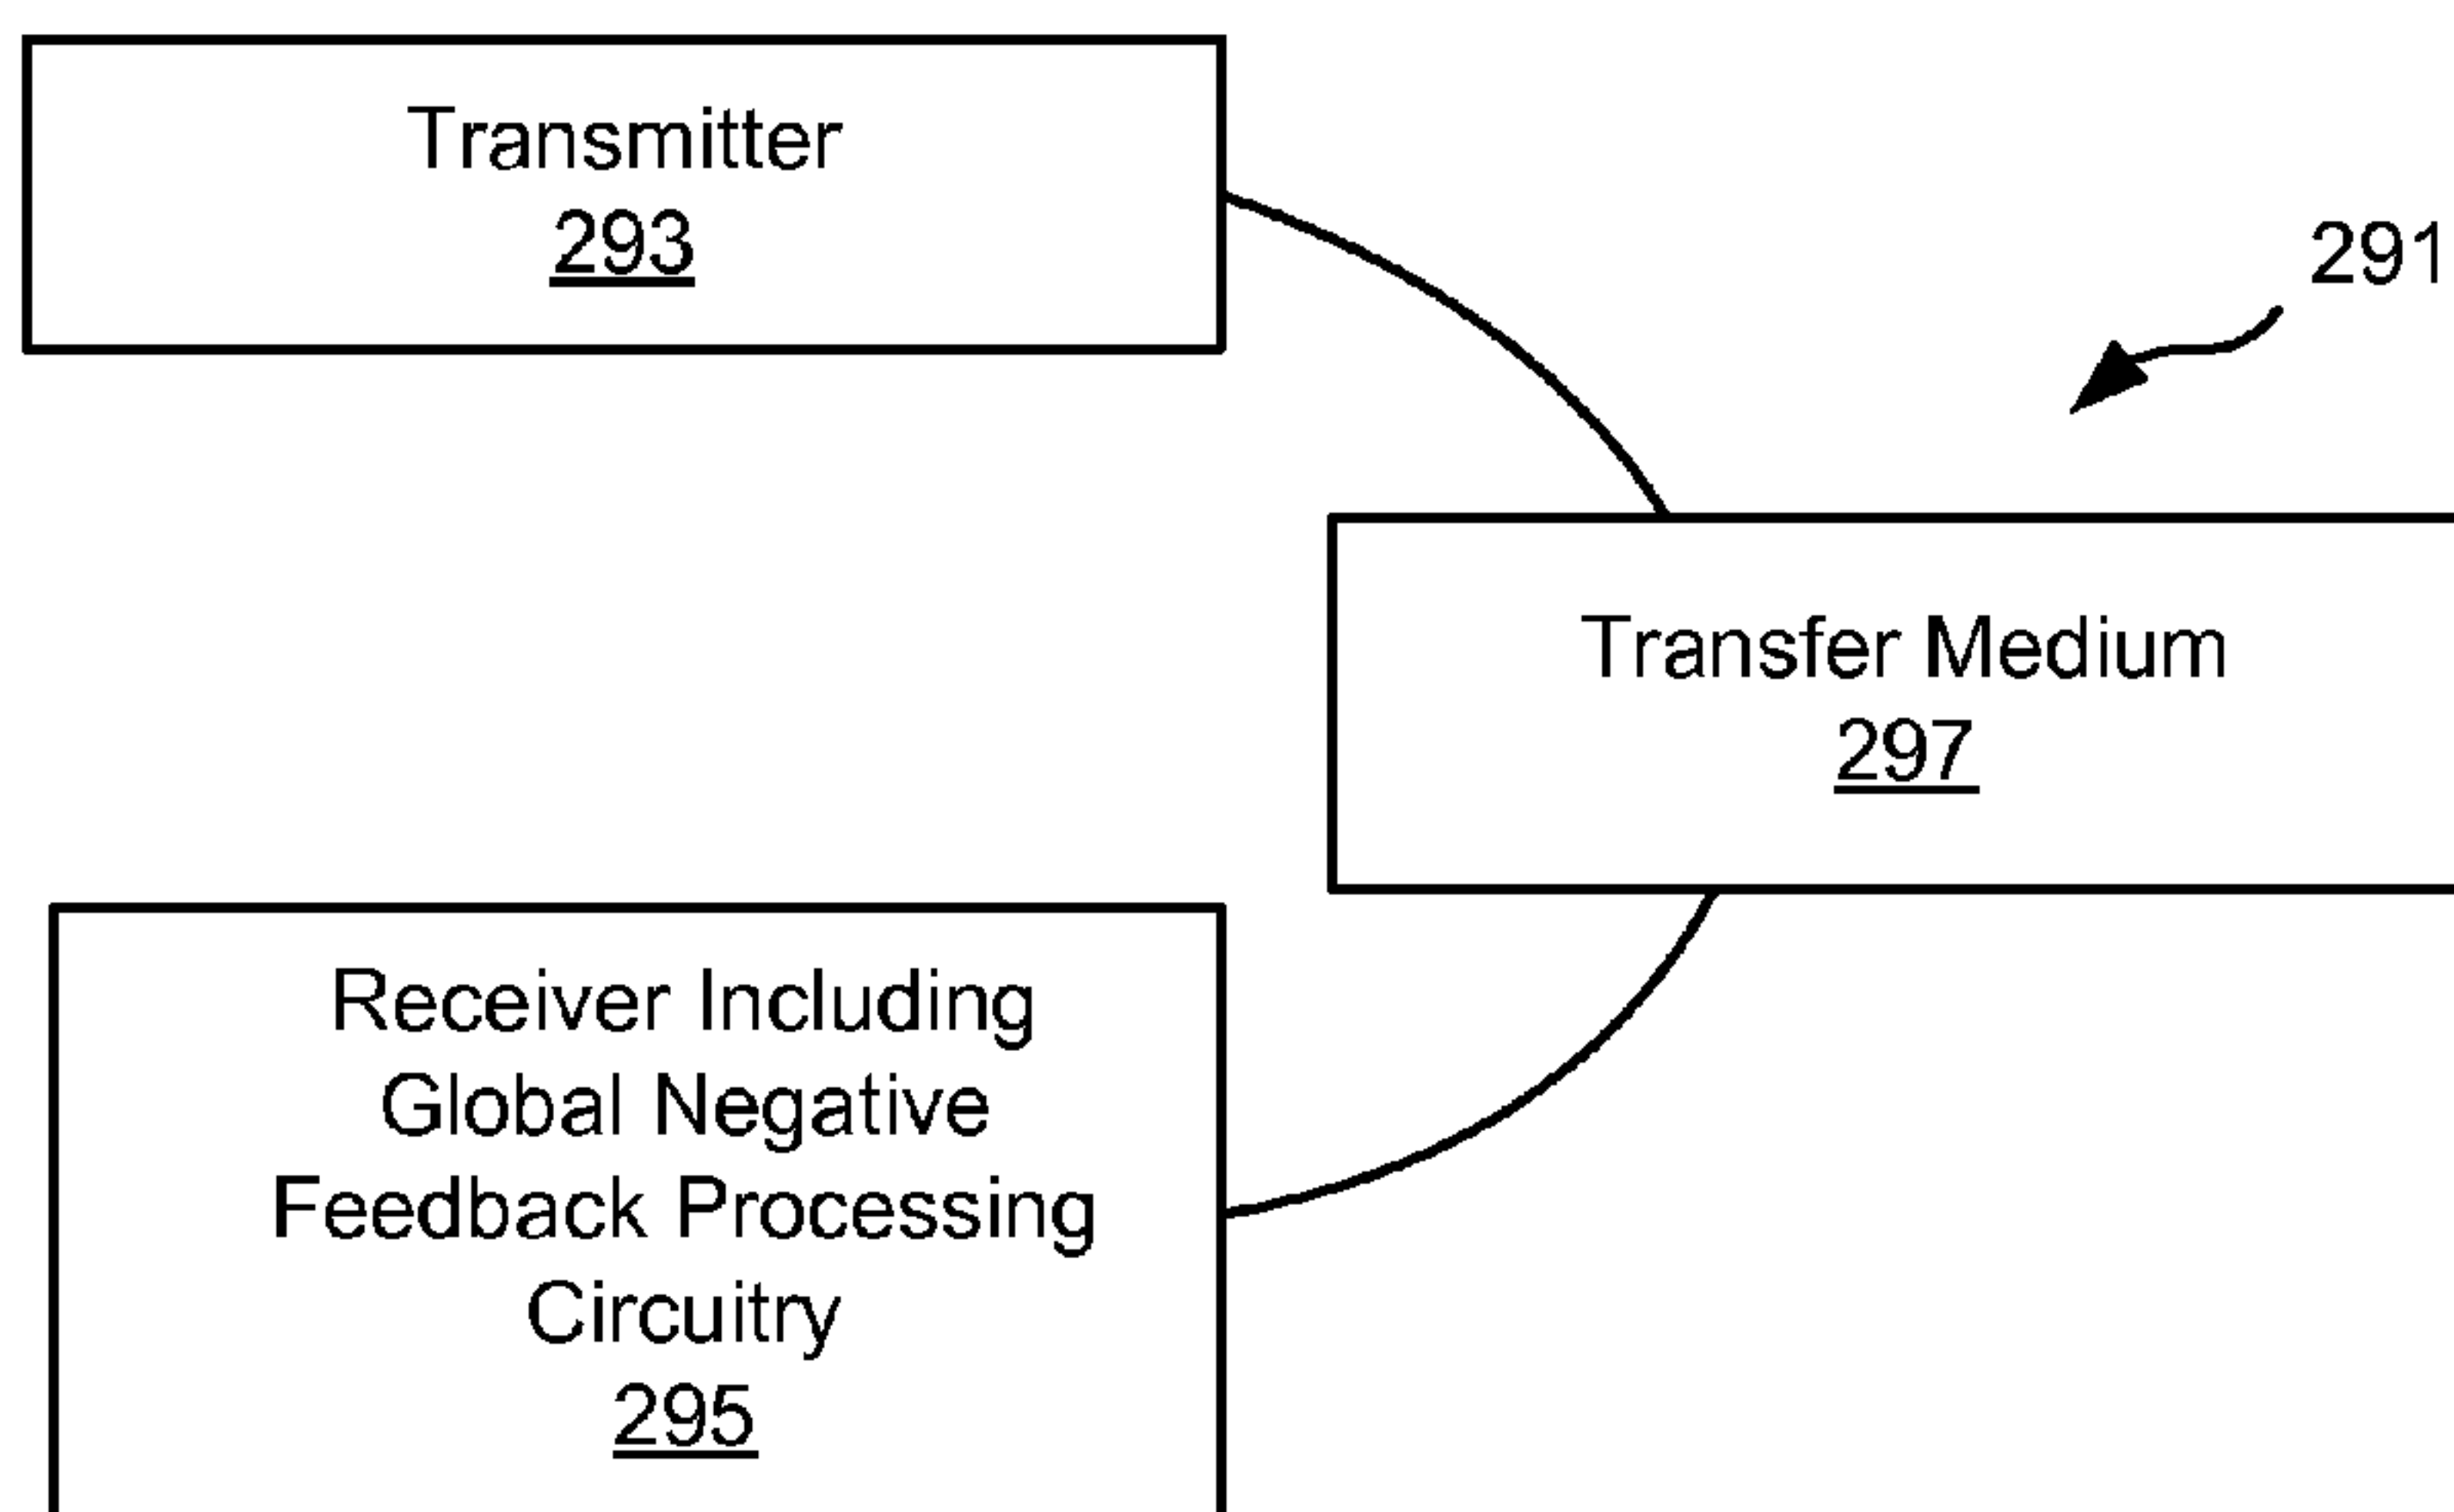 Transmitter
293
291
Transfer Medium
297
Receiver Including
Global Negative
Feedback Processing
Circuitry
295